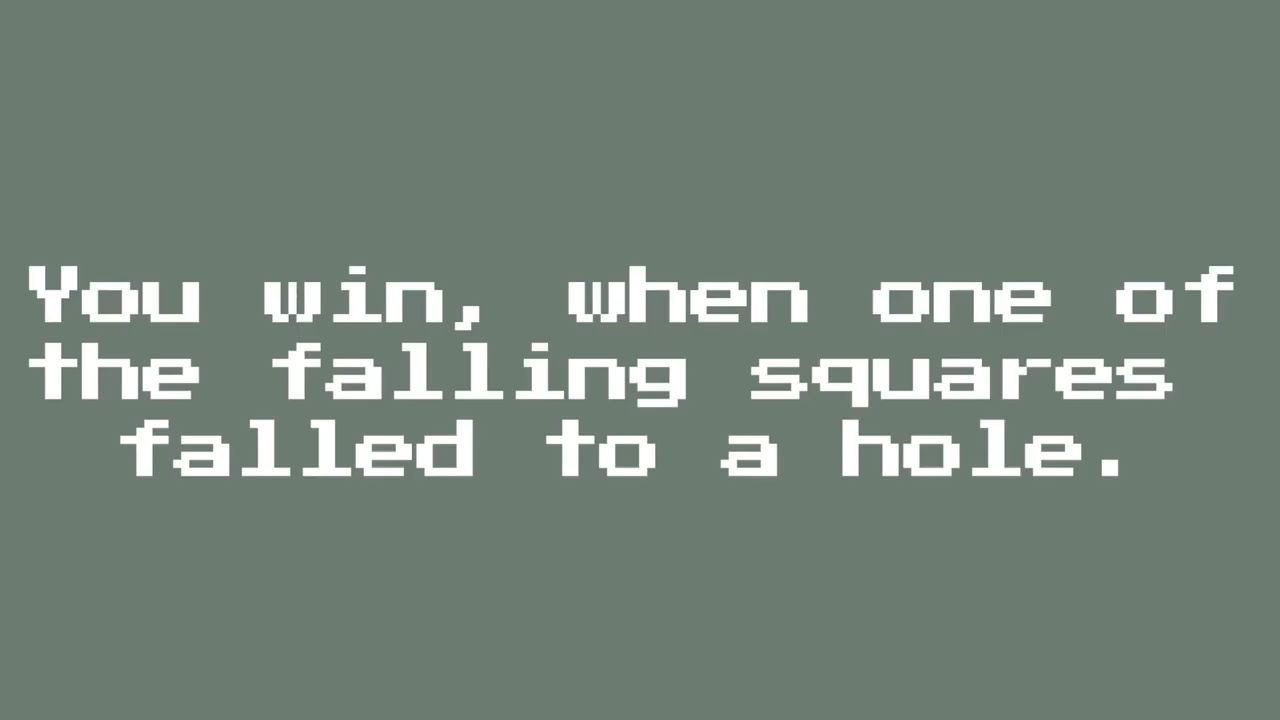 You win, when one of
the falling squares
falled to a hole.